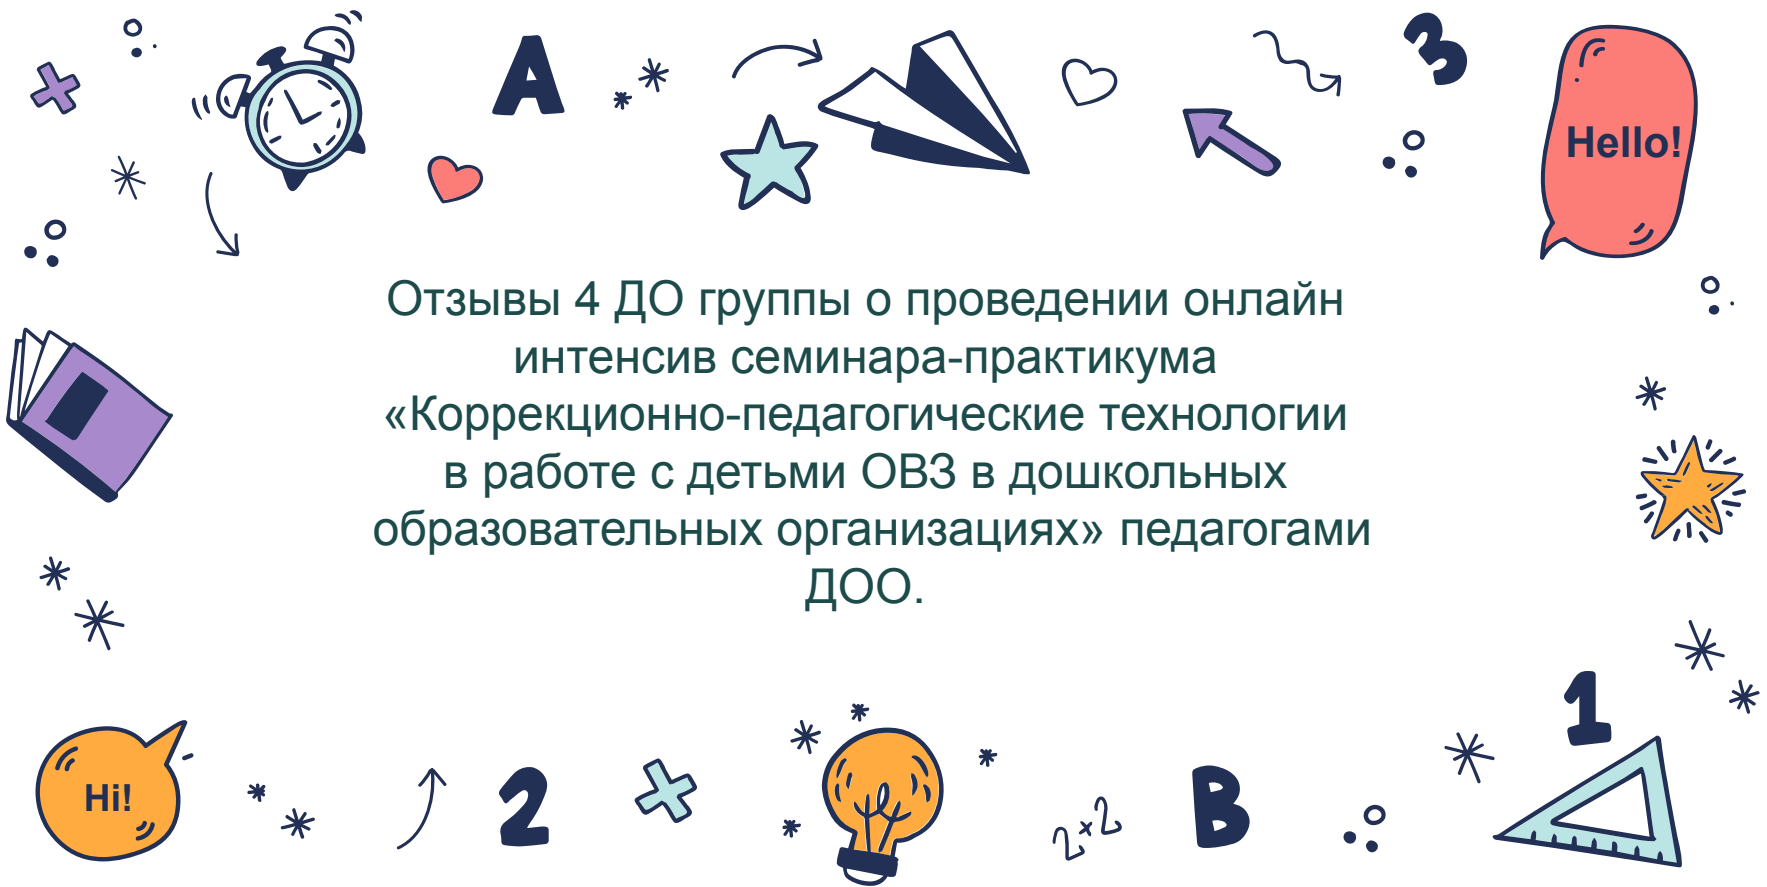 A
3
Hello!
Отзывы 4 ДО группы о проведении онлайн
интенсив семинара-практикума
«Коррекционно-педагогические технологии
в работе с детьми ОВЗ в дошкольных
образовательных организациях» педагогами
ДОО.
Hi!
2
2×2
B
1